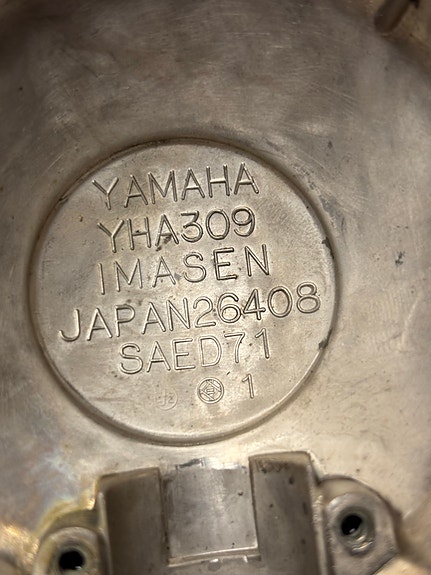 YAMAHA
YHA309
IMASEN
JAPAN26408
SAED71
1